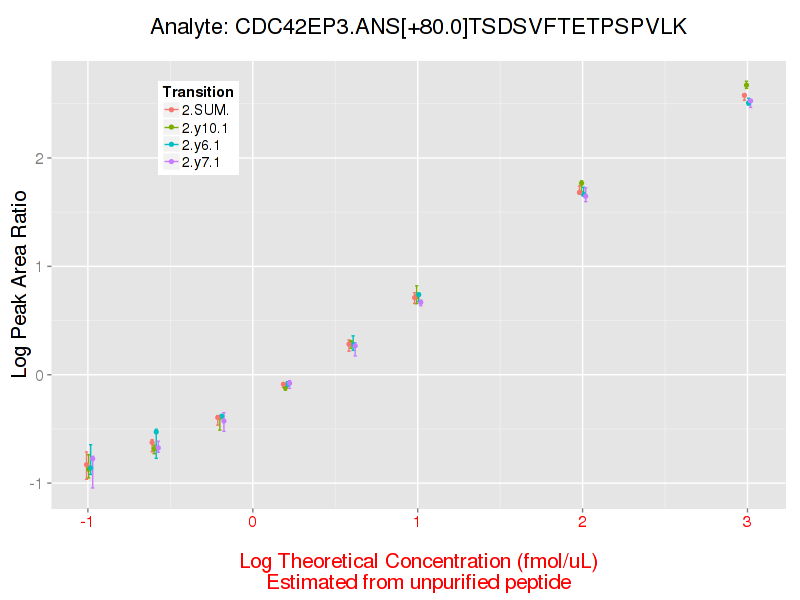 Analyte: CDC42EP3.ANS[+80.0]TSDSVFTETPSPVLK
Transition
2.SUM.
2.y10.1
2.y6.1
2.y7.1
Log Peak Area Ratio
2
1
0
-1
-1 0 1 2 3
Log Theoretical Concentration (fmol/uL)
Estimated from unpurified peptide